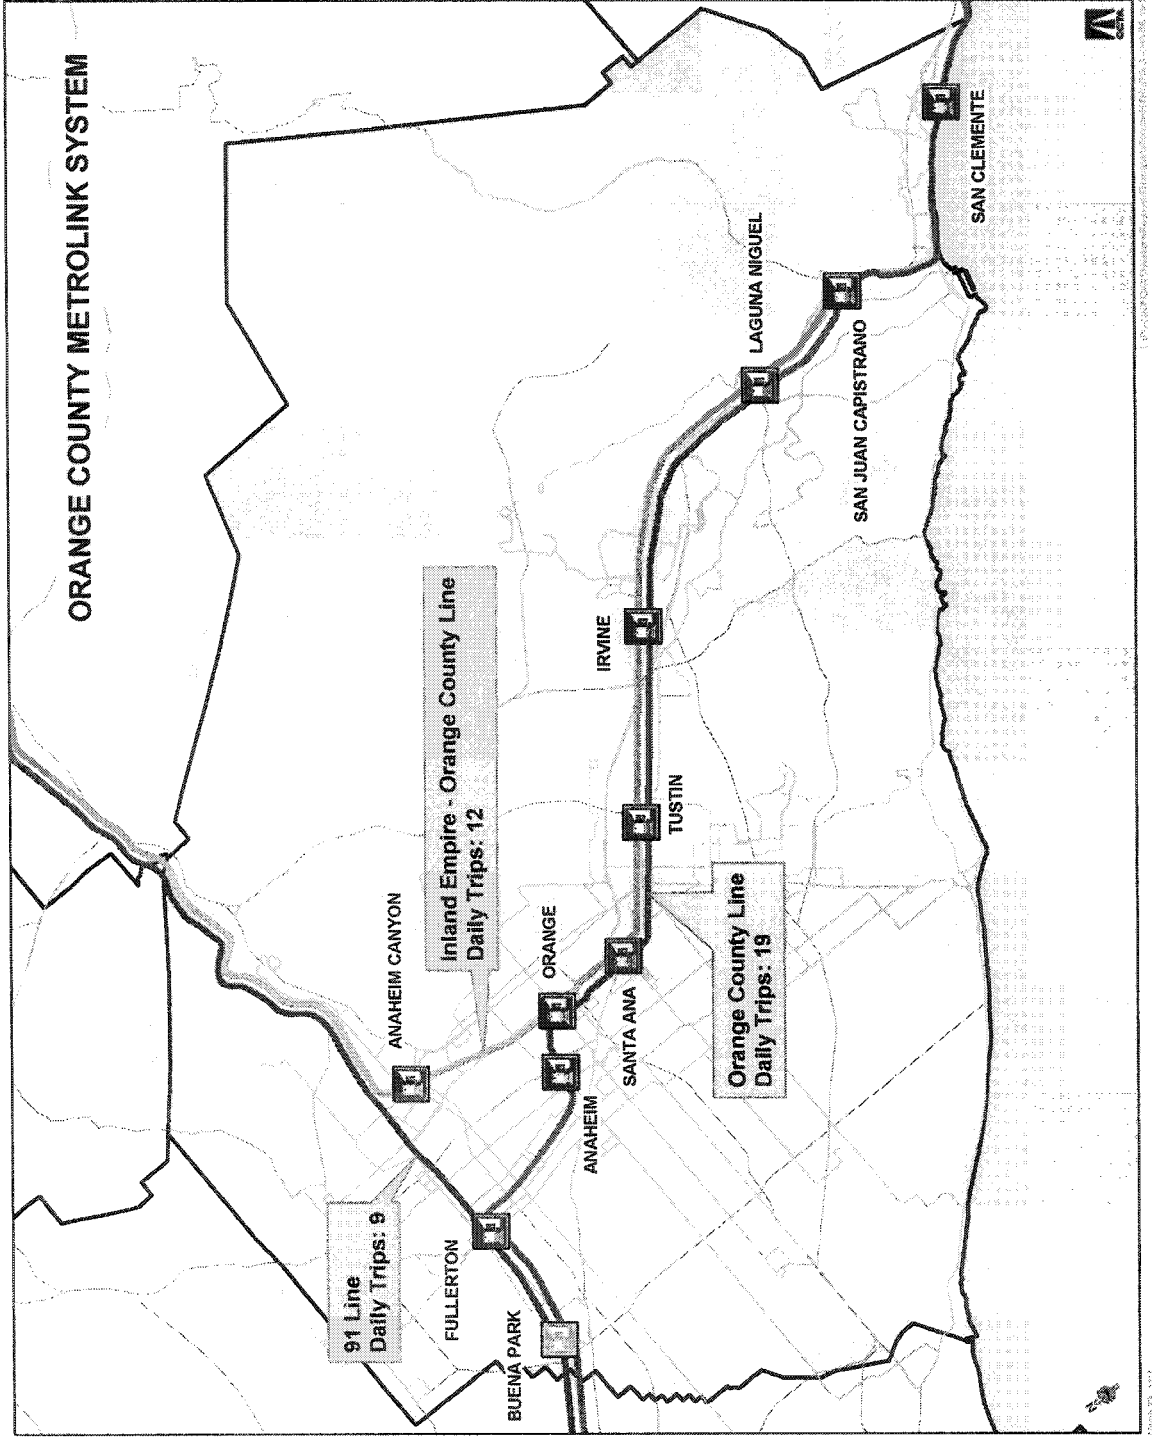 ORANGE COUNTY METROLINK SYSTEM
91 Line
Daily Trips: 9
Inland Empire - Orange County Line
Daily Trips: 12
Orange County Line
Daily Trips: 19
BUENA PARK
FULLERTON
ANAHEIM
ANAHEIM CANYON
ORANGE
SANTA ANA
TUSTIN
IRVINE
LAGUNA NIGUEL
SAN JUAN CAPISTRANO
SAN CLEMENTE
OCTA